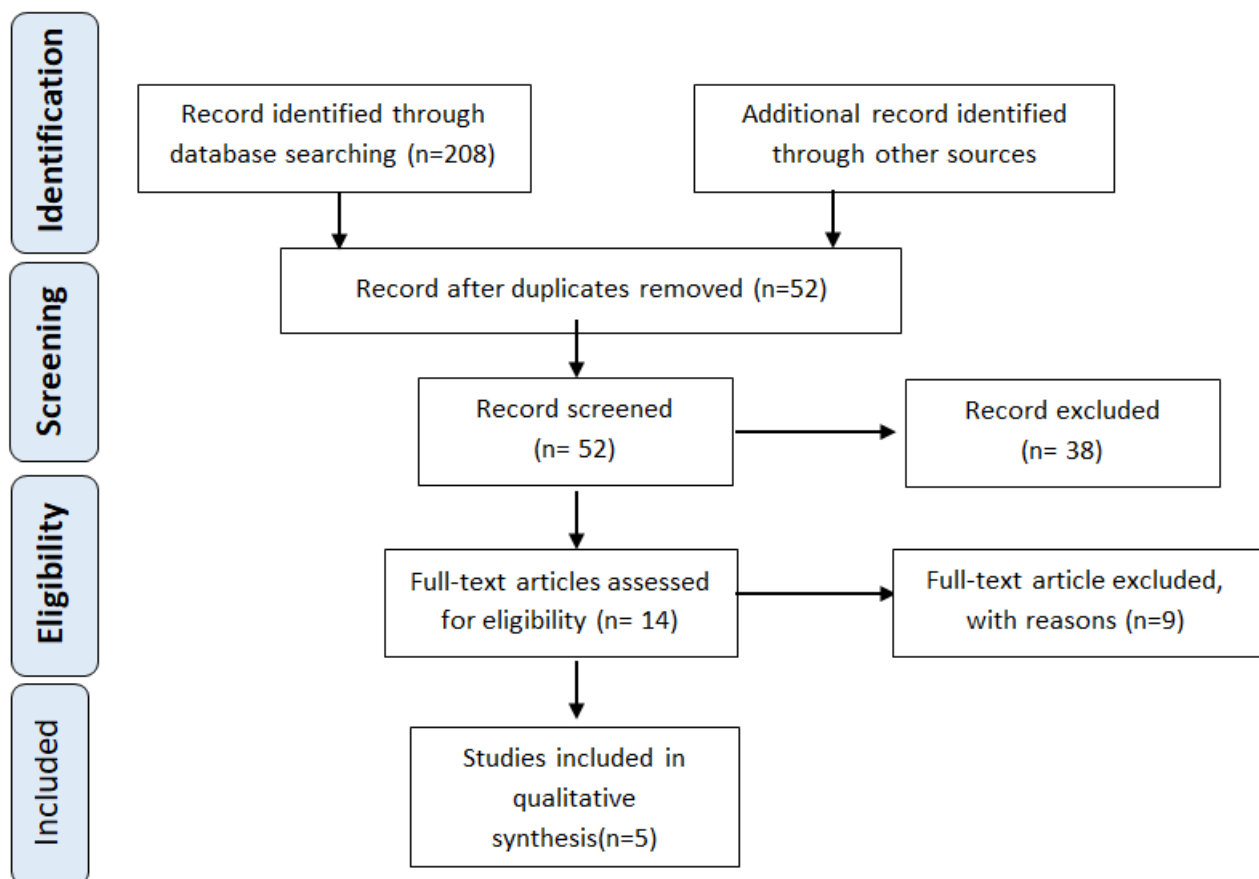 Identification
Record identified through
database searching (n=208)
Additional record identified
through other sources
Record after duplicates removed (n=52)
Screening
Record screened
(n= 52)
Record excluded
(n= 38)
Eligibility
Full-text articles assessed
for eligibility (n= 14)
Full-text article excluded,
with reasons (n=9)
Included
Studies included in
qualitative
synthesis(n=5)